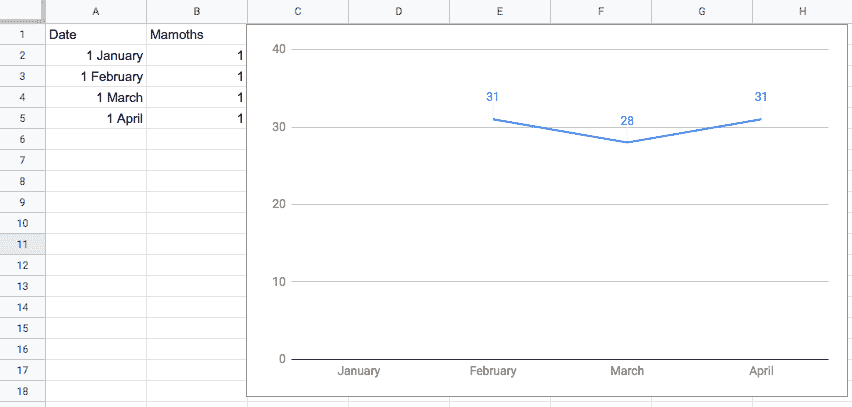 A B C D E F G H
1 Date Mamoths
2 1 January 1
3 1 February 1
4 1 March 1
5 1 April 1
6
7
8
9
10
11
12
13
14
15
16
17
18
40
31 31
28
30
20
10
0
January February March April